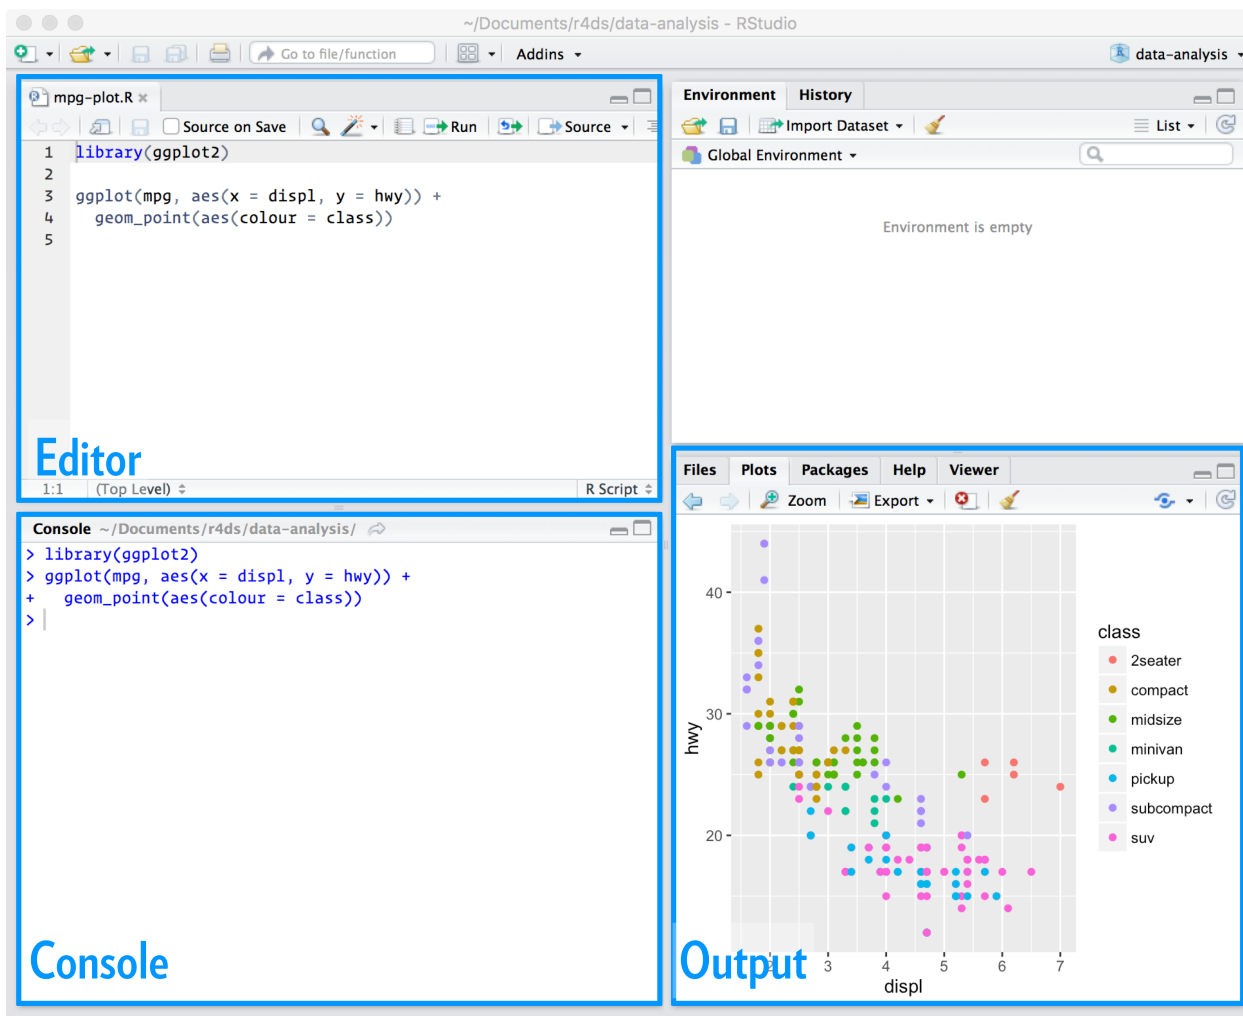 ~/Documents/r4ds/data-analysis - RStudio
Go to file/function
Addins
data-analysis
mpg-plot.R
Source on Save
Run
Source
1 library(ggplot2)
2
3 ggplot(mpg, aes(x = displ, y = hwy)) +
4   geom_point(aes(colour = class))
5
Editor
1:1 (Top Level) R Script
Console ~/Documents/r4ds/data-analysis/
> library(ggplot2)
> ggplot(mpg, aes(x = displ, y = hwy)) +
+   geom_point(aes(colour = class))
>
Console
Environment History
Import Dataset
List
Global Environment
Environment is empty
Files Plots Packages Help Viewer
Zoom Export
40
30
20
hwy
2 3 4 5 6 7
displ
class
2seater
compact
midsize
minivan
pickup
subcompact
suv
Output